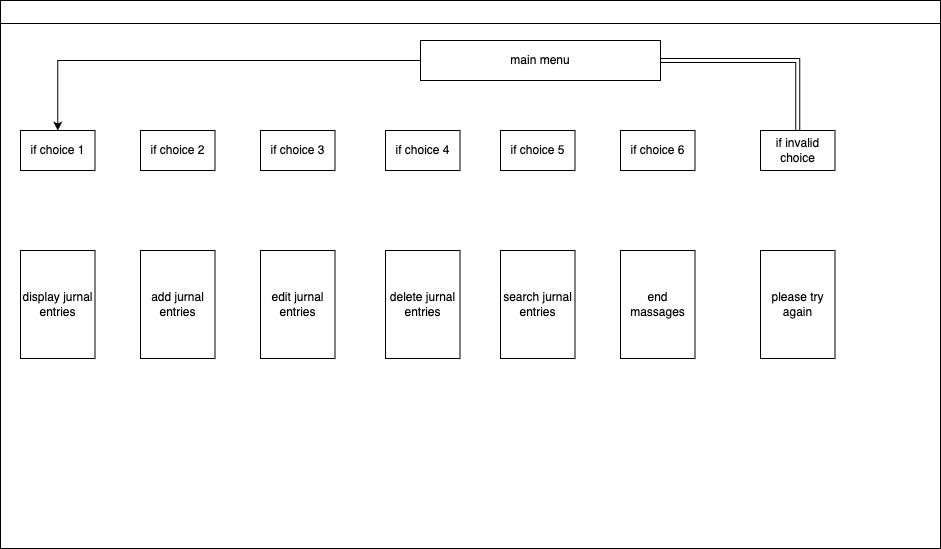 main menu
if choice 1
if choice 2
if choice 3
if choice 4
if choice 5
if choice 6
if invalid
choice
display jurnal
entries
add jurnal
entries
edit jurnal
entries
delete jurnal
entries
search jurnal
entries
end
massages
please try
again